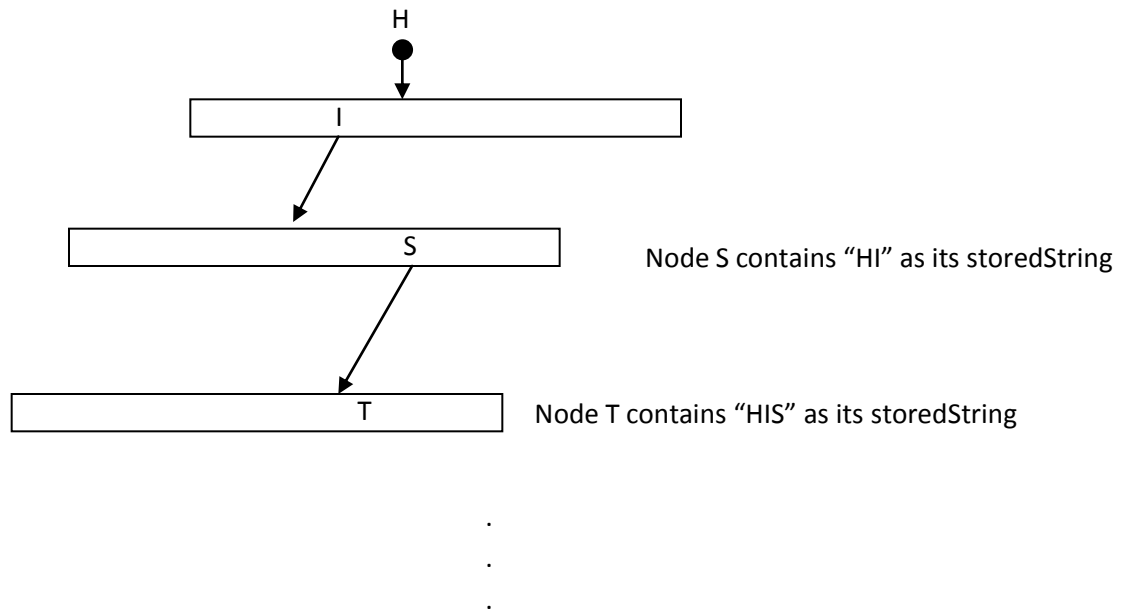 H
I
S
Node S contains “HI” as its storedString
T
Node T contains “HIS” as its storedString
.
.
.